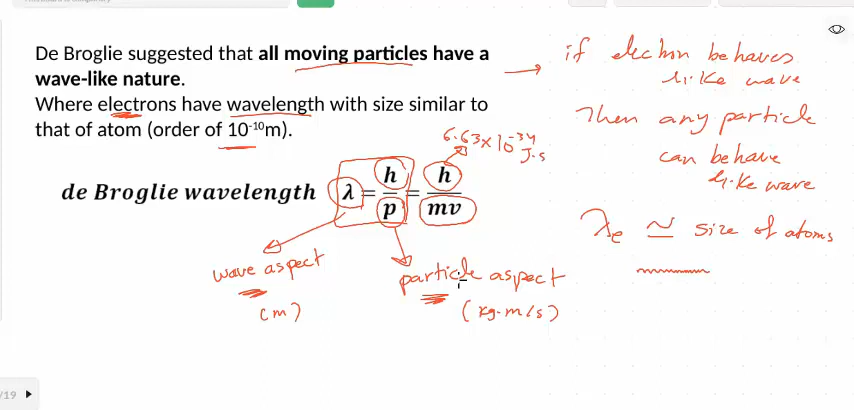 De Broglie suggested that all moving particles have a
wave-like nature.
Where electrons have wavelength with size similar to
that of atom (order of 10⁻¹⁰m).
6.63×10⁻³⁴
J.s
de Broglie wavelength λ = h/p = h/mv
wave aspect
(m)
particle aspect
(kg.m/s)
if electron behaves
like wave
Then any particle
can behave
like wave
λe ≃ size of atoms
/19